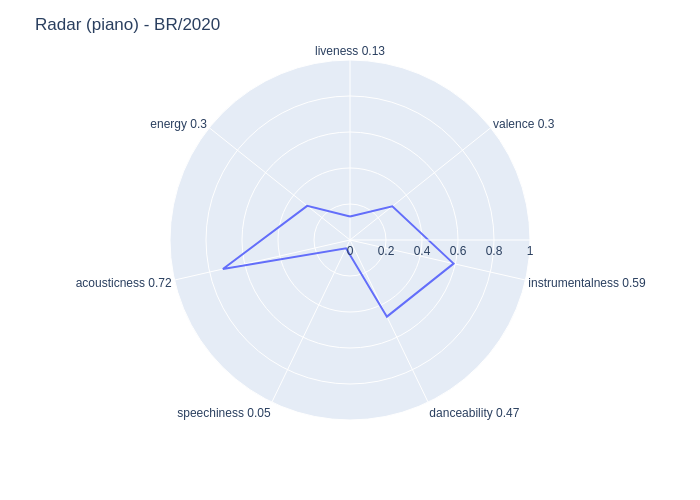 Radar (piano) - BR/2020
liveness 0.13
energy 0.3
valence 0.3
0 0.2 0.4 0.6 0.8 1
acousticness 0.72
instrumentalness 0.59
speechiness 0.05
danceability 0.47